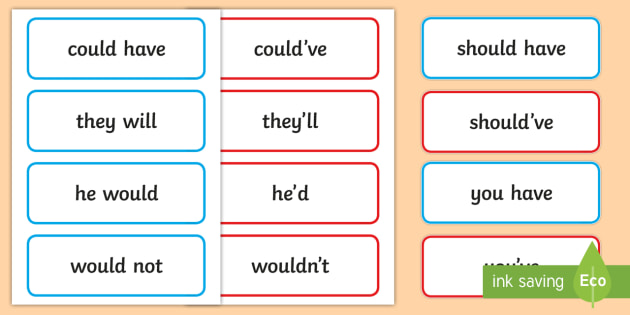 could have
could've
they will
they'll
he would
he'd
would not
wouldn't
should have
should've
you have
ink saving
Eco